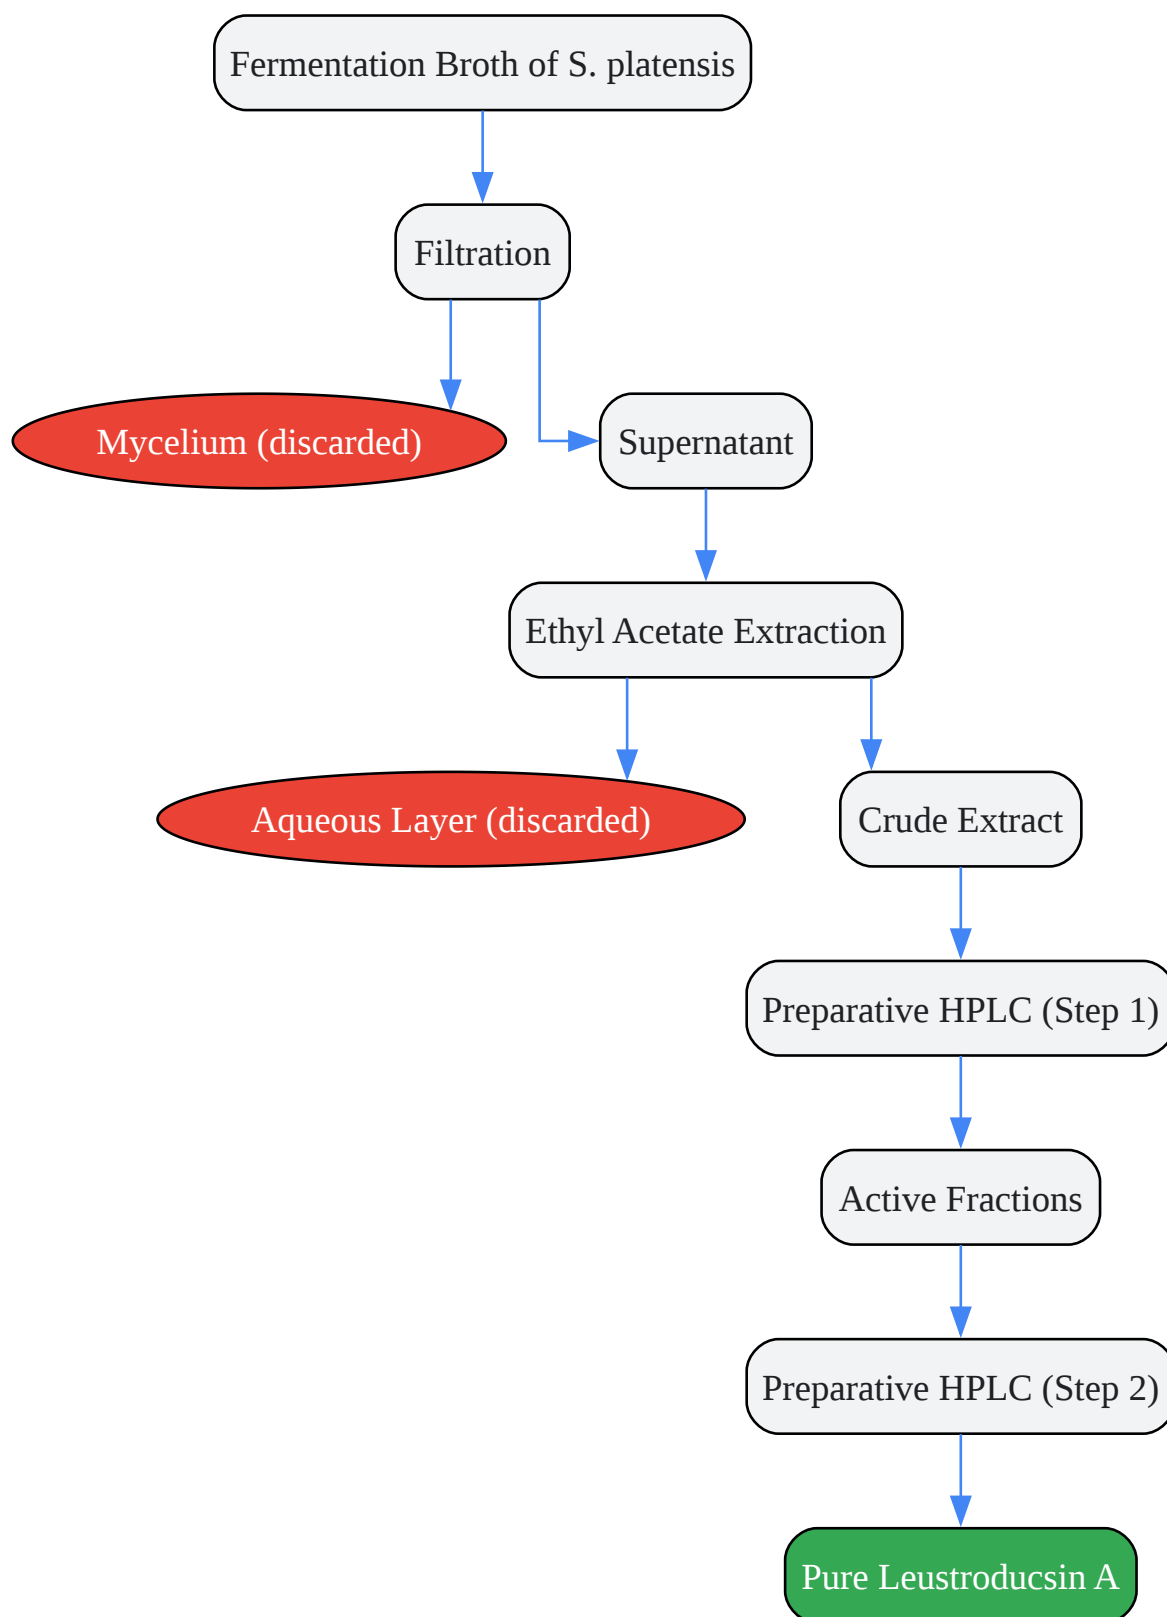 Fermentation Broth of S. platensis
Filtration
Mycelium (discarded)
Supernatant
Ethyl Acetate Extraction
Aqueous Layer (discarded)
Crude Extract
Preparative HPLC (Step 1)
Active Fractions
Preparative HPLC (Step 2)
Pure Leustroducsin A